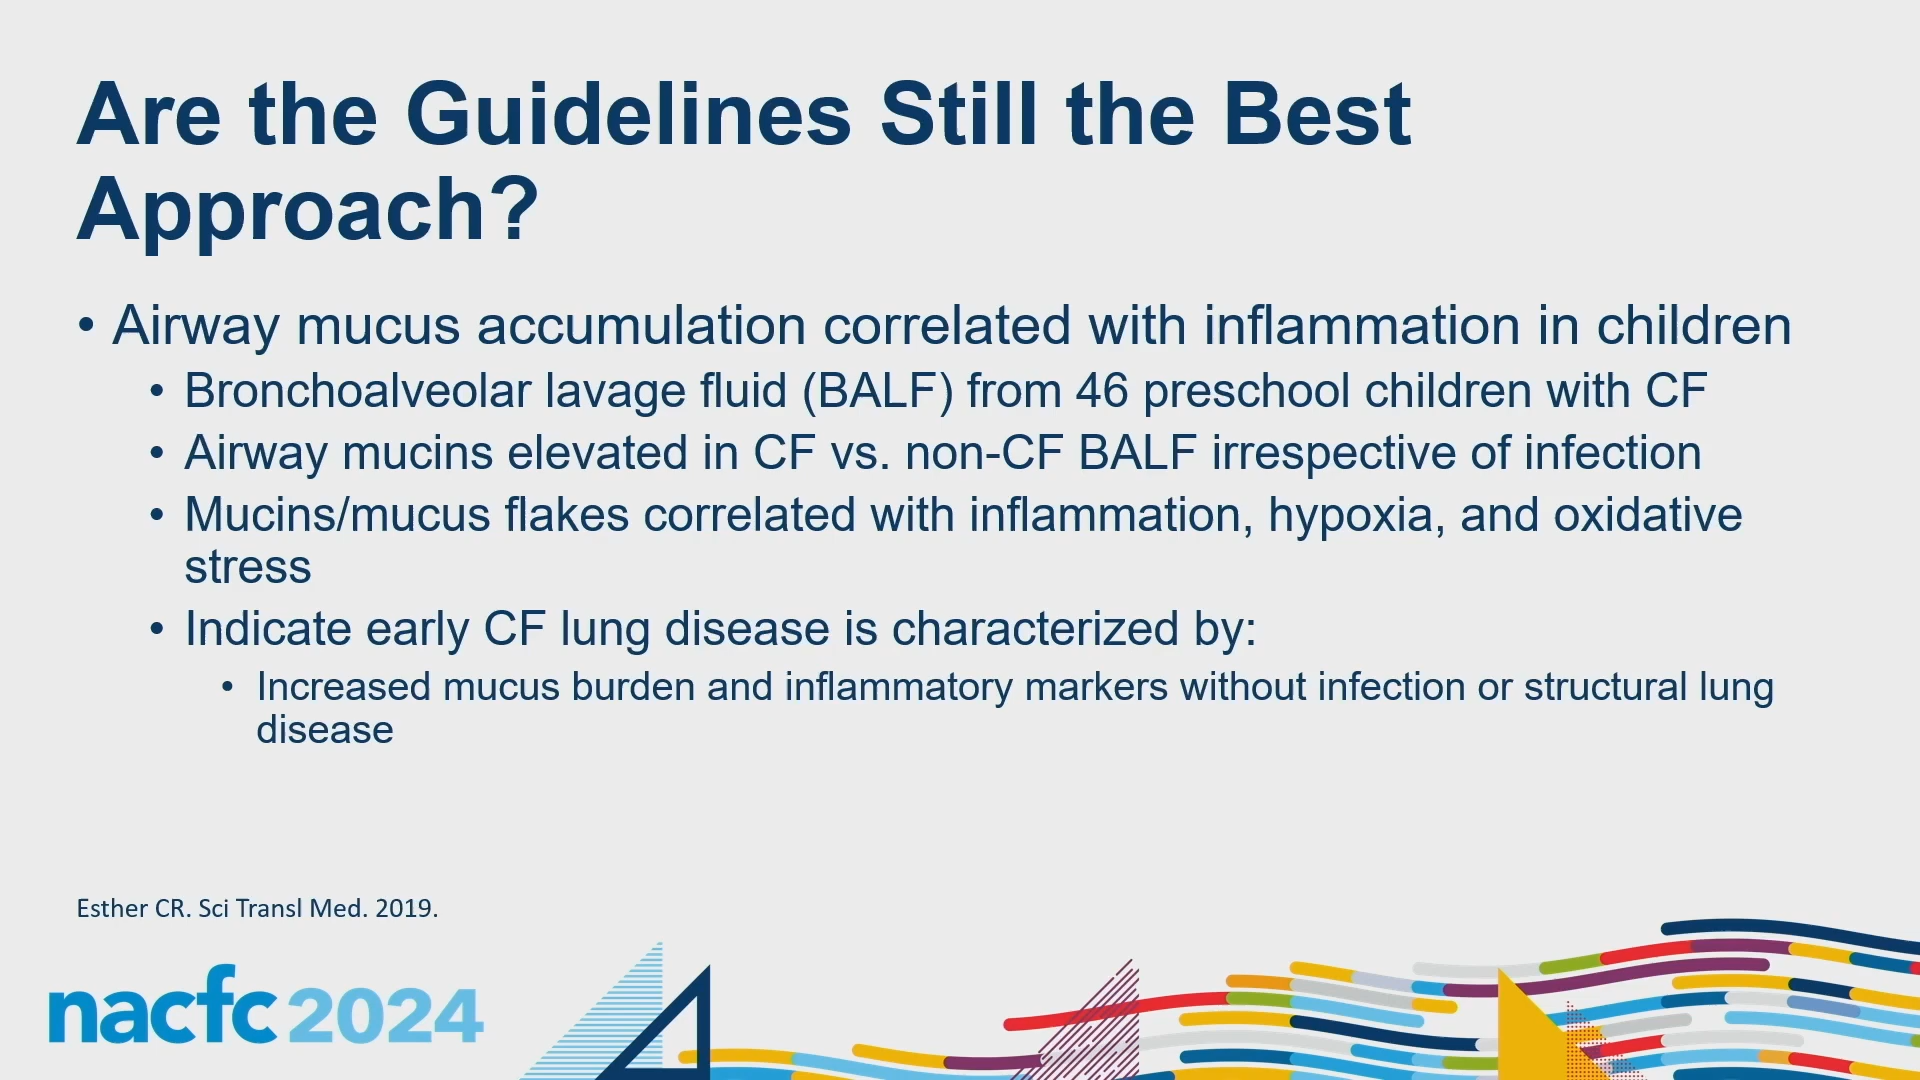 Are the Guidelines Still the Best
Approach?
• Airway mucus accumulation correlated with inflammation in children
• Bronchoalveolar lavage fluid (BALF) from 46 preschool children with CF
• Airway mucins elevated in CF vs. non-CF BALF irrespective of infection
• Mucins/mucus flakes correlated with inflammation, hypoxia, and oxidative
stress
• Indicate early CF lung disease is characterized by:
• Increased mucus burden and inflammatory markers without infection or structural lung
disease
Esther CR. Sci Transl Med. 2019.
nacfc 2024